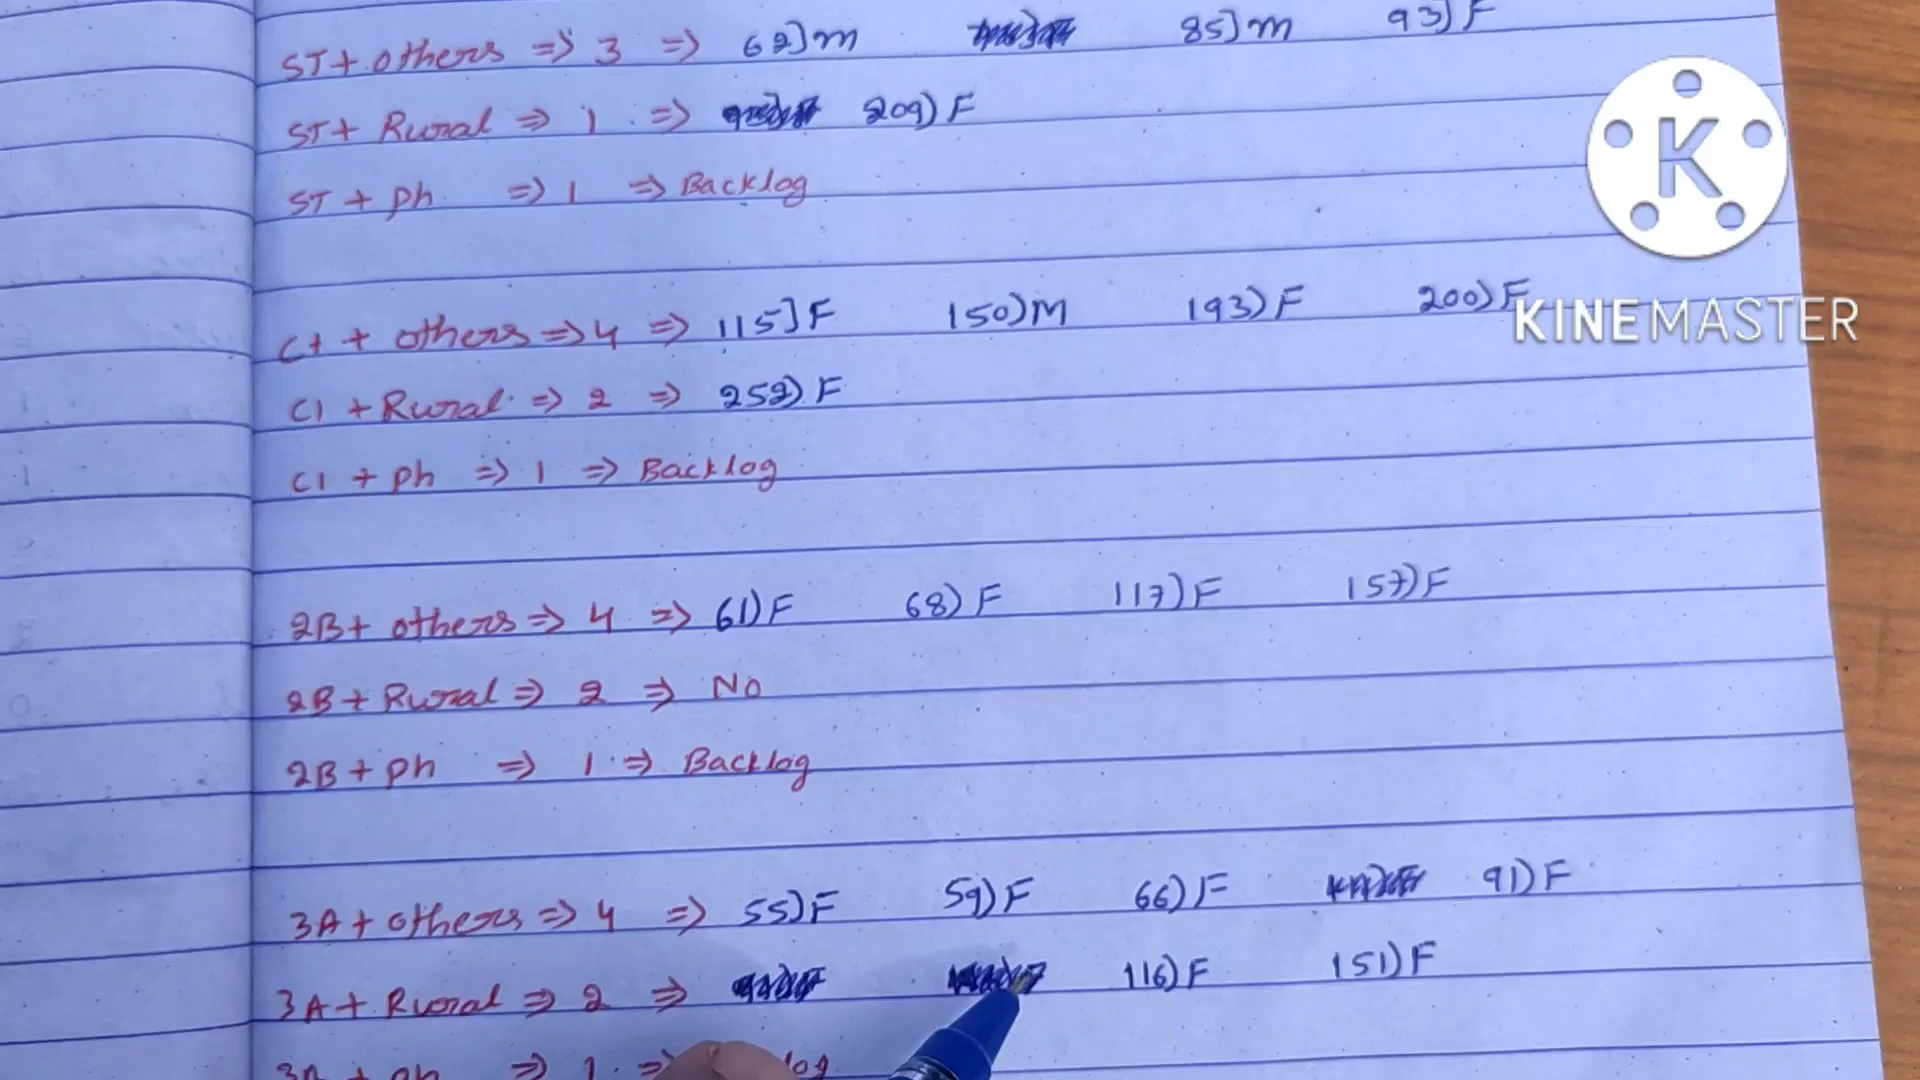 ST + others => 3 => 62)m 85]m 93)F
ST + Rural => 1 => 209) F
ST + ph => 1 => Backlog
K
C1 + others => 4 => 115]F 150)M 193)F 200)F
KINEMASTER
C1 + Rural => 2 => 252) F
C1 + ph => 1 => Backlog
2B + others => 4 => 61)F 68) F 117)F 157)F
2B + Rural => 2 => No
2B + ph => 1 => Backlog
3A + others => 4 => 55)F 59)F 66)F 91)F
3A + Rural => 2 => 116)F 151)F
3A + ph => 1 =>